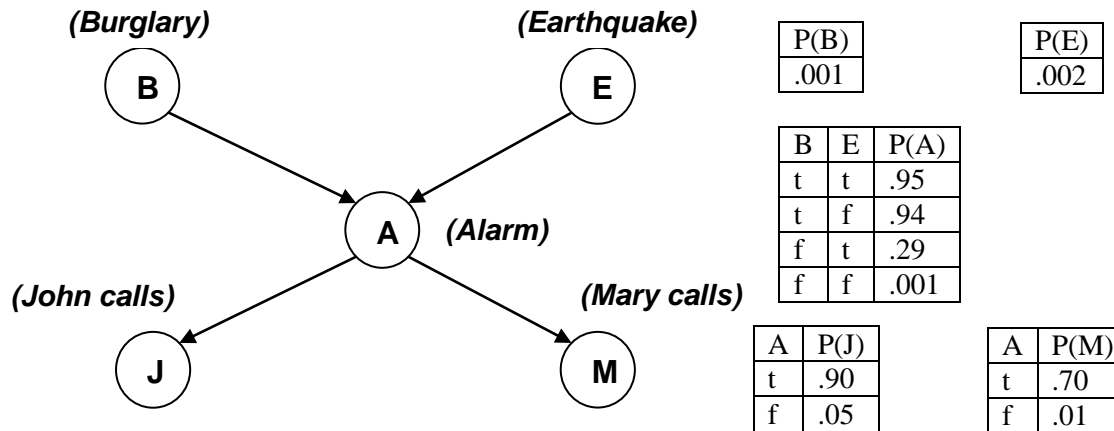 (Burglary) (Earthquake)
P(B) P(E)
.001 .002
B E
B E P(A)
t t .95
t f .94
f t .29
f f .001
A (Alarm)
(John calls) (Mary calls)
J M
A P(J) A P(M)
t .90 t .70
f .05 f .01